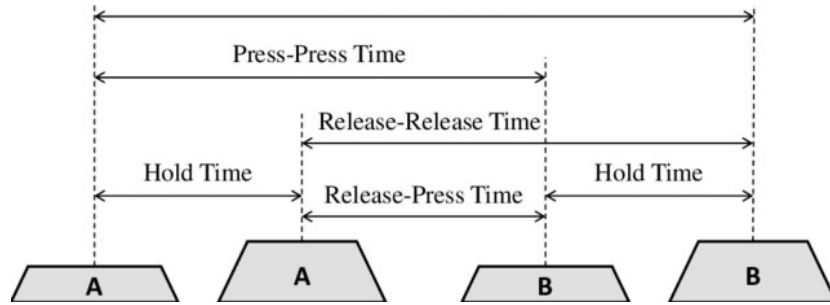 Press-Press Time
Release-Release Time
Hold Time
Hold Time
Release-Press Time
A
A
B
B